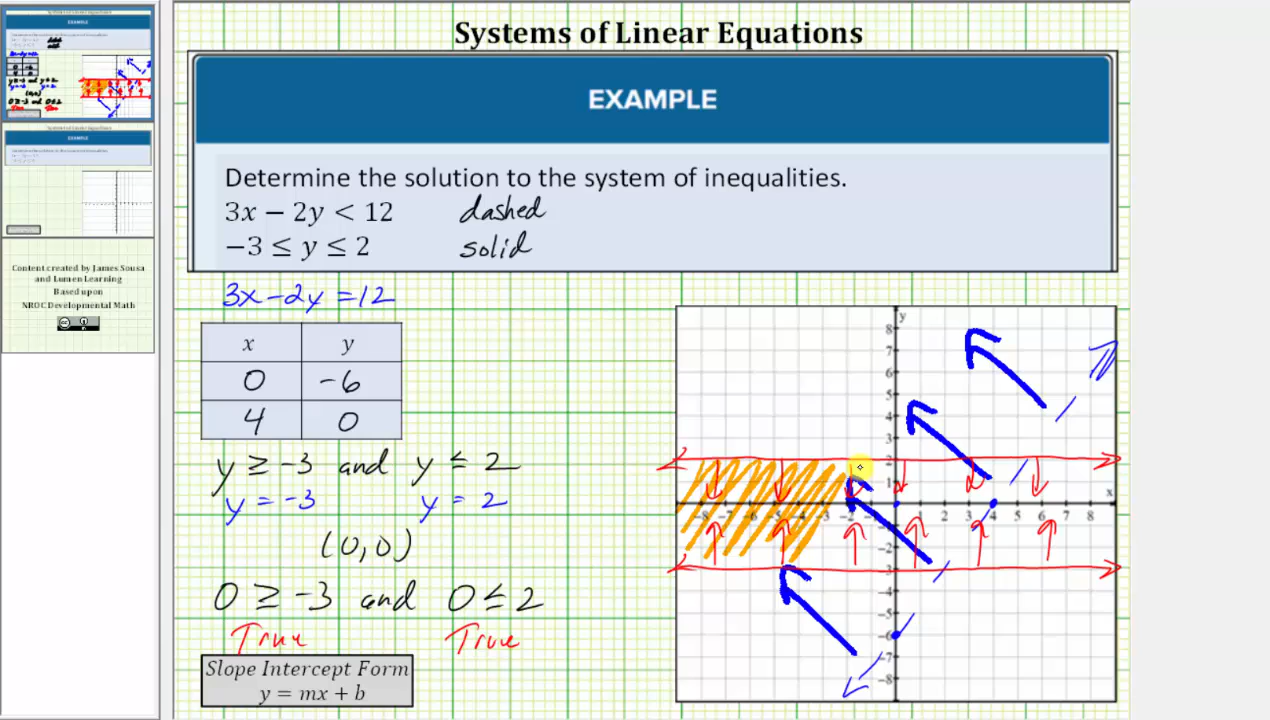 Systems of Linear Equations
EXAMPLE
Determine the solution to the system of inequalities.
3x − 2y < 12 dashed
−3 ≤ y ≤ 2 solid
3x-2y=12
x y
0 -6
4 0
y ≥ -3 and y ≤ 2
y = -3 y = 2
(0,0)
0 ≥ -3 and 0 ≤ 2
True True
Slope Intercept Form
y = mx + b
Content created by James Sousa
and Lumen Learning
Based upon
NROC Developmental Math